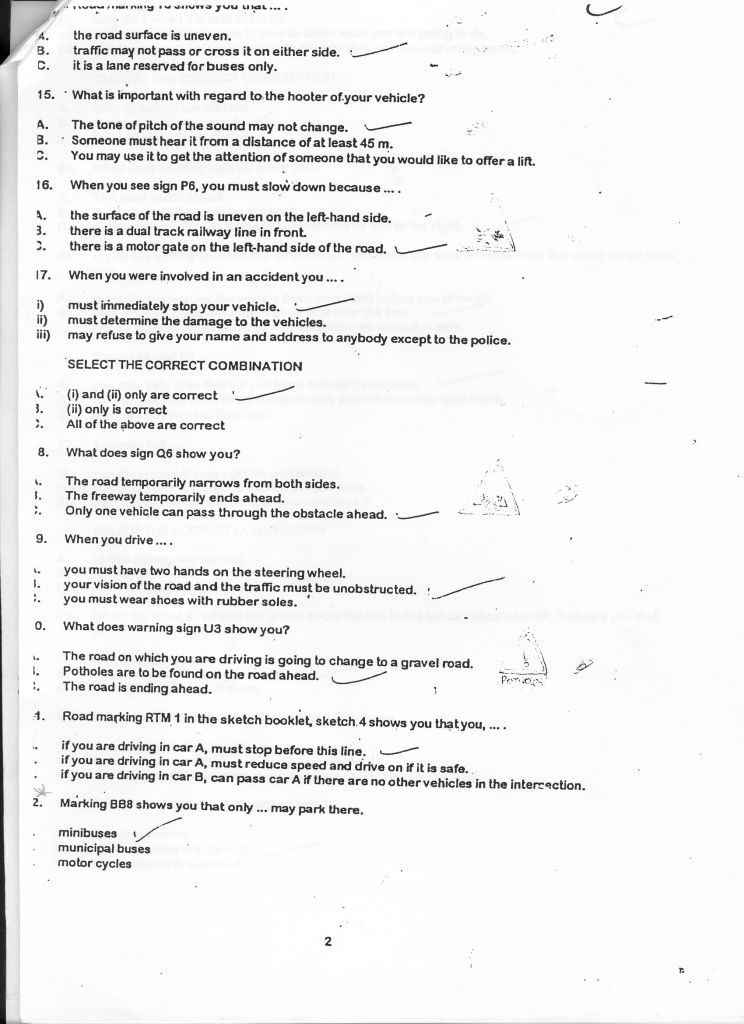 A. the road surface is uneven.
B. traffic may not pass or cross it on either side.
C. it is a lane reserved for buses only.
15. What is important with regard to the hooter of your vehicle?
A. The tone of pitch of the sound may not change.
B. Someone must hear it from a distance of at least 45 m.
C. You may use it to get the attention of someone that you would like to offer a lift.
16. When you see sign P6, you must slow down because ....
A. the surface of the road is uneven on the left-hand side.
3. there is a dual track railway line in front.
there is a motor gate on the left-hand side of the road.
17. When you were involved in an accident you ....
i) must immediately stop your vehicle.
ii) must determine the damage to the vehicles.
iii) may refuse to give your name and address to anybody except to the police.
SELECT THE CORRECT COMBINATION
(i) and (ii) only are correct
(ii) only is correct
All of the above are correct
8. What does sign Q6 show you?
The road temporarily narrows from both sides.
The freeway temporarily ends ahead.
Only one vehicle can pass through the obstacle ahead.
9. When you drive ....
you must have two hands on the steering wheel.
your vision of the road and the traffic must be unobstructed.
you must wear shoes with rubber soles.
0. What does warning sign U3 show you?
The road on which you are driving is going to change to a gravel road.
Potholes are to be found on the road ahead.
The road is ending ahead.
1. Road marking RTM 1 in the sketch booklet, sketch 4 shows you that you, ....
if you are driving in car A, must stop before this line.
if you are driving in car A, must reduce speed and drive on if it is safe.
if you are driving in car B, can pass car A if there are no other vehicles in the intersection.
2. Marking BB8 shows you that only ... may park there.
minibuses
municipal buses
motor cycles
2